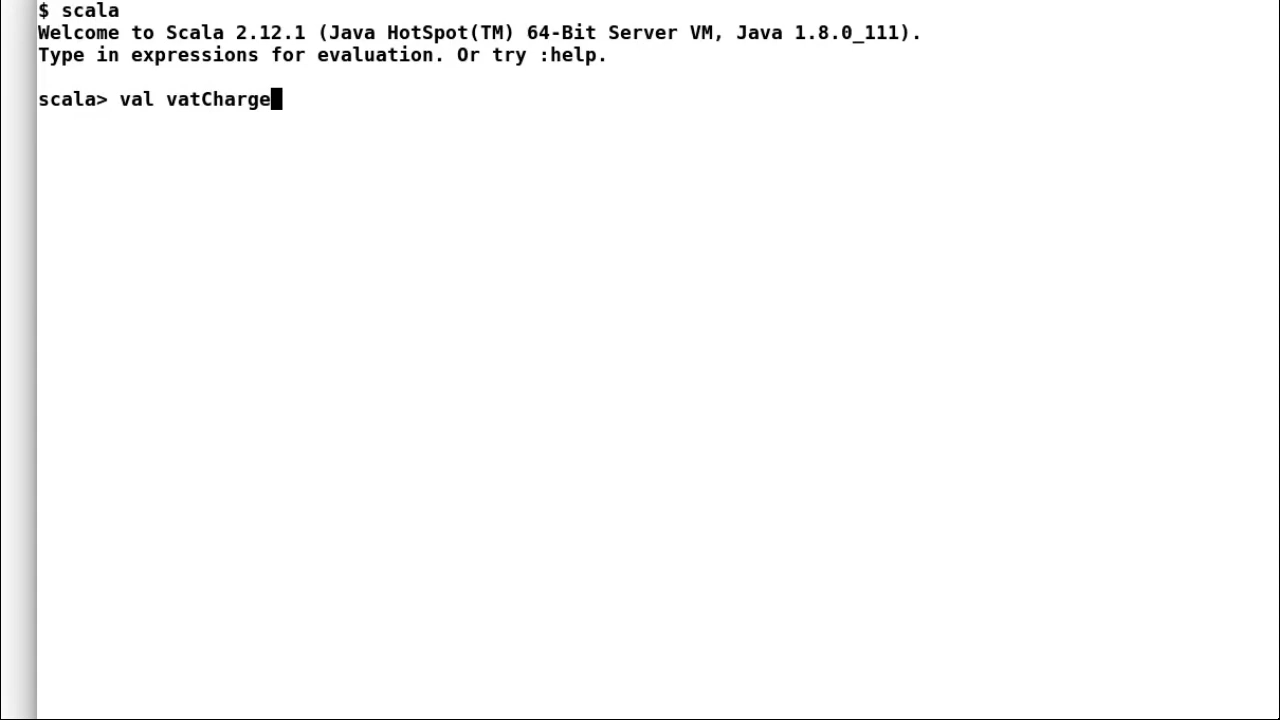 $ scala
Welcome to Scala 2.12.1 (Java HotSpot(TM) 64-Bit Server VM, Java 1.8.0_111).
Type in expressions for evaluation. Or try :help.
scala> val vatCharge